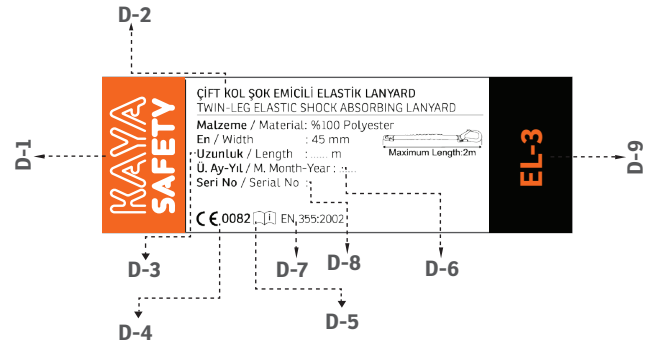 D-2
ÇİFT KOL ŞOK EMİCİLİ ELASTİK LANYARD
TWIN-LEG ELASTIC SHOCK ABSORBING LANYARD
KAYA
SAFETY
Malzeme / Material: %100 Polyester
En / Width : 45 mm
Uzunluk / Length : ...... m
Maximum Length:2m
Ü. Ay-Yıl / M. Month-Year : ......
Seri No / Serial No :
CE 0082 i EN 355:2002
EL-3
D-1
D-9
D-3
D-7
D-8
D-6
D-4
D-5